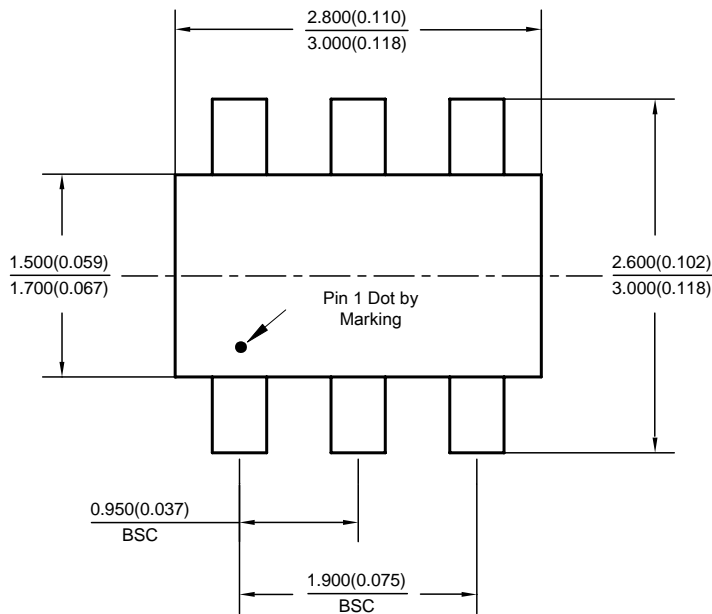 2.800(0.110)
3.000(0.118)
1.500(0.059)
1.700(0.067)
2.600(0.102)
3.000(0.118)
Pin 1 Dot by
Marking
0.950(0.037)
BSC
1.900(0.075)
BSC